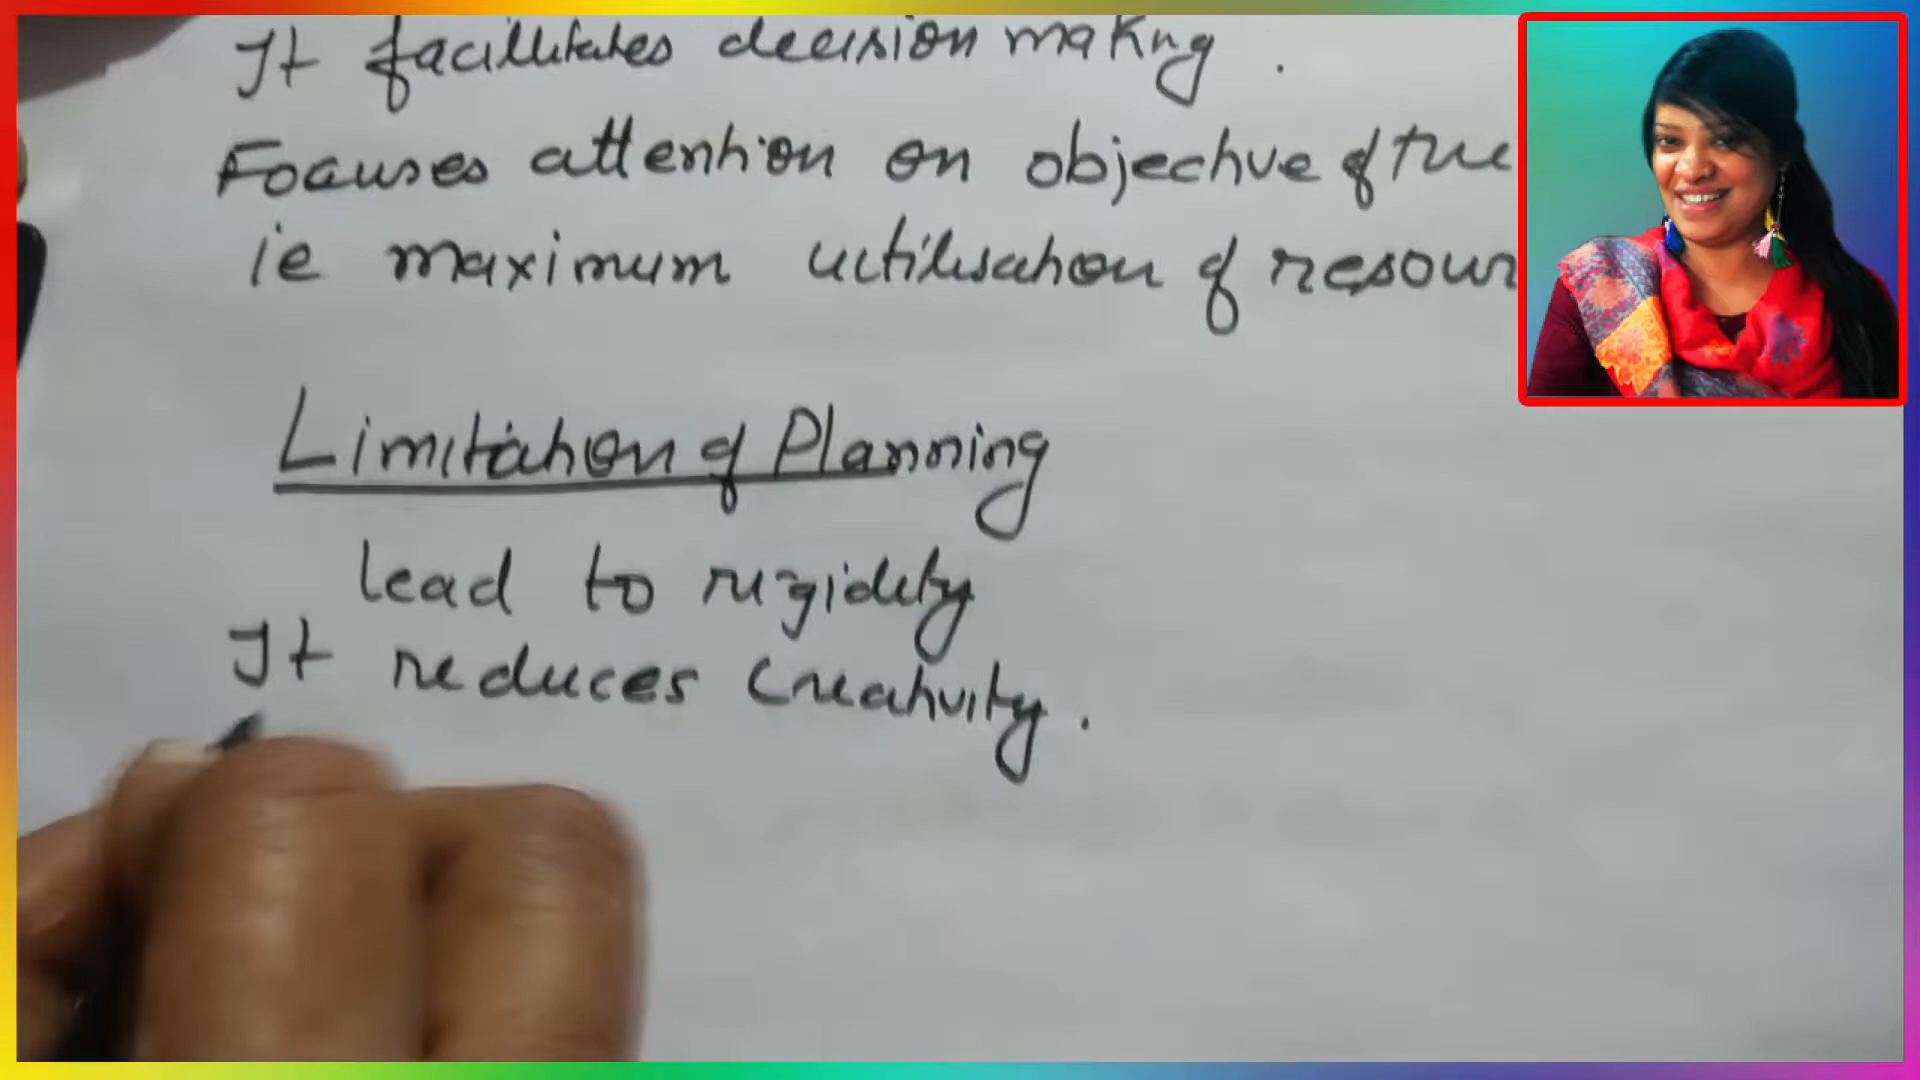 It facilitates decision making.
Focuses attention on objective of the
ie maximum utilisation of resour
Limitation of Planning
lead to rigidity
It reduces creativity.